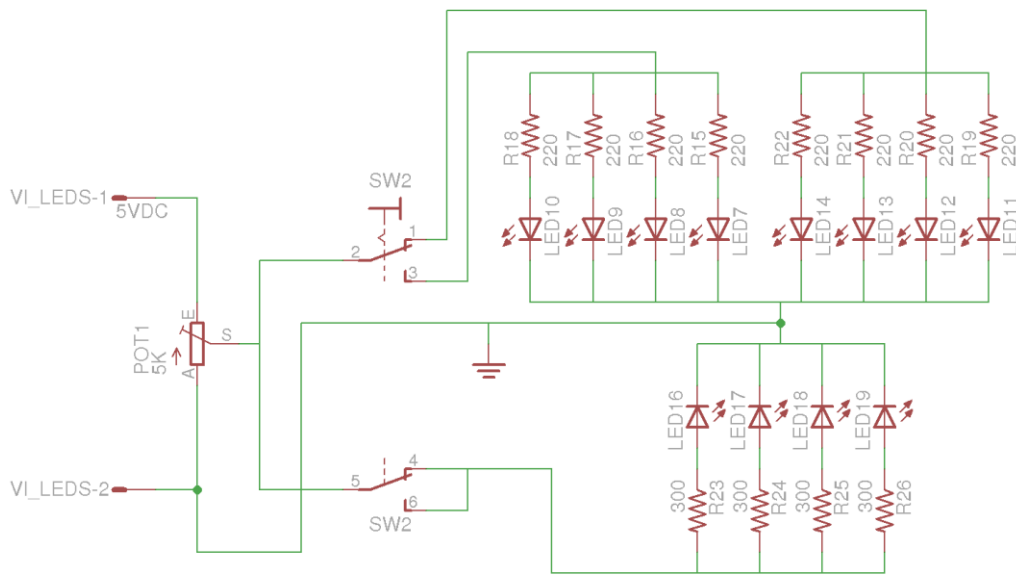 VI_LEDS-1
5VDC
POT1
5K
E
S
A
VI_LEDS-2
SW2
1
2
3
4
5
6
SW2
R18
220
R17
220
R16
220
R15
220
R22
220
R21
220
R20
220
R19
220
LED10
LED9
LED8
LED7
LED14
LED13
LED12
LED11
LED16
LED17
LED18
LED19
300
R23
300
R24
300
R25
300
R26